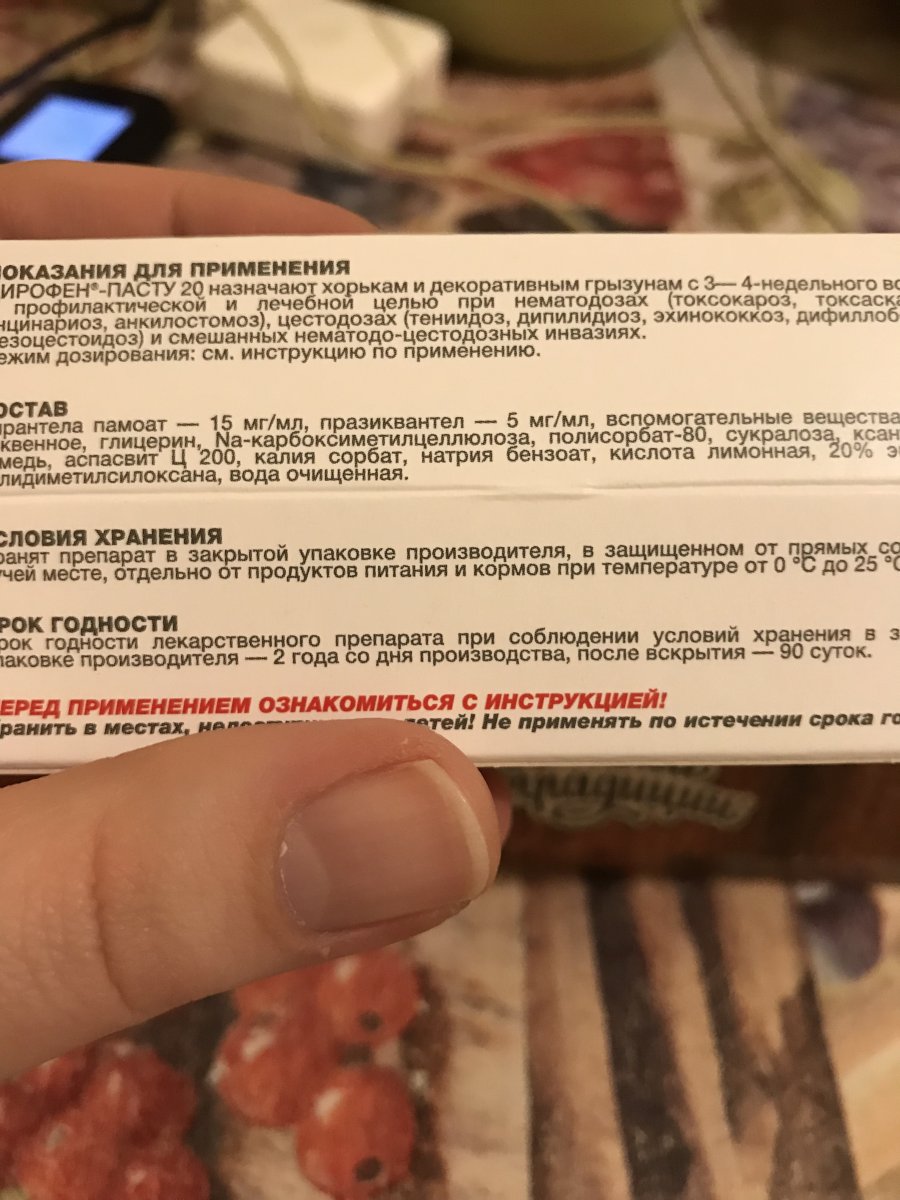 ПОКАЗАНИЯ ДЛЯ ПРИМЕНЕНИЯ
ИРОФЕН®-ПАСТУ 20 назначают хорькам и декоративным грызунам с 3— 4-недельного во
профилактической и лечебной целью при нематодозах (токсокароз, токсаска
нцинариоз, анкилостомоз), цестодозах (тениидоз, дипилидиоз, эхинококкоз, дифиллоб
езоцестоидоз) и смешанных нематодо-цестодозных инвазиях.
ежим дозирования: см. инструкцию по применению.
ОСТАВ
рантела памоат — 15 мг/мл, празиквантел — 5 мг/мл, вспомогательные вещества
квенное, глицерин, Na-карбоксиметилцеллюлоза, полисорбат-80, сукралоза, ксан
медь, аспасвит Ц 200, калия сорбат, натрия бензоат, кислота лимонная, 20% э
лидиметилсилоксана, вода очищенная.
СЛОВИЯ ХРАНЕНИЯ
ранят препарат в закрытой упаковке производителя, в защищенном от прямых со
учей месте, отдельно от продуктов питания и кормов при температуре от 0 °C до 25 °C
РОК ГОДНОСТИ
рок годности лекарственного препарата при соблюдении условий хранения в з
паковке производителя — 2 года со дня производства, после вскрытия — 90 суток.
ЕРЕД ПРИМЕНЕНИЕМ ОЗНАКОМИТЬСЯ С ИНСТРУКЦИЕЙ!
ранить в местах, детей! Не применять по истечении срока го
традиции